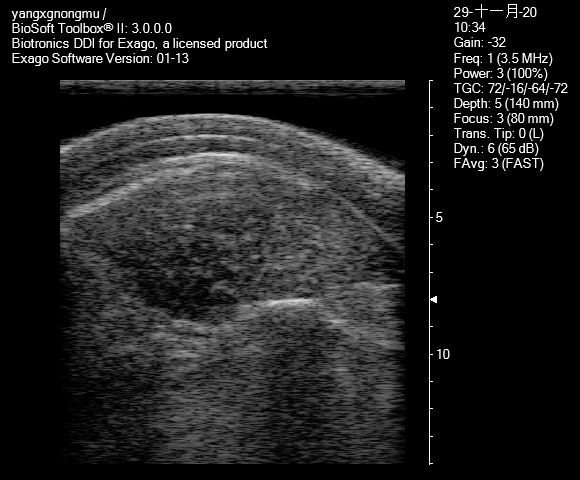 yangxgnongmu /
BioSoft Toolbox® II: 3.0.0.0
Biotronics DDI for Exago, a licensed product
Exago Software Version: 01-13
29-十一月-20
10:34
Gain: -32
Freq: 1 (3.5 MHz)
Power: 3 (100%)
TGC: 72/-16/-64/-72
Depth: 5 (140 mm)
Focus: 3 (80 mm)
Trans. Tip: 0 (L)
Dyn.: 6 (65 dB)
FAvg: 3 (FAST)
5
10